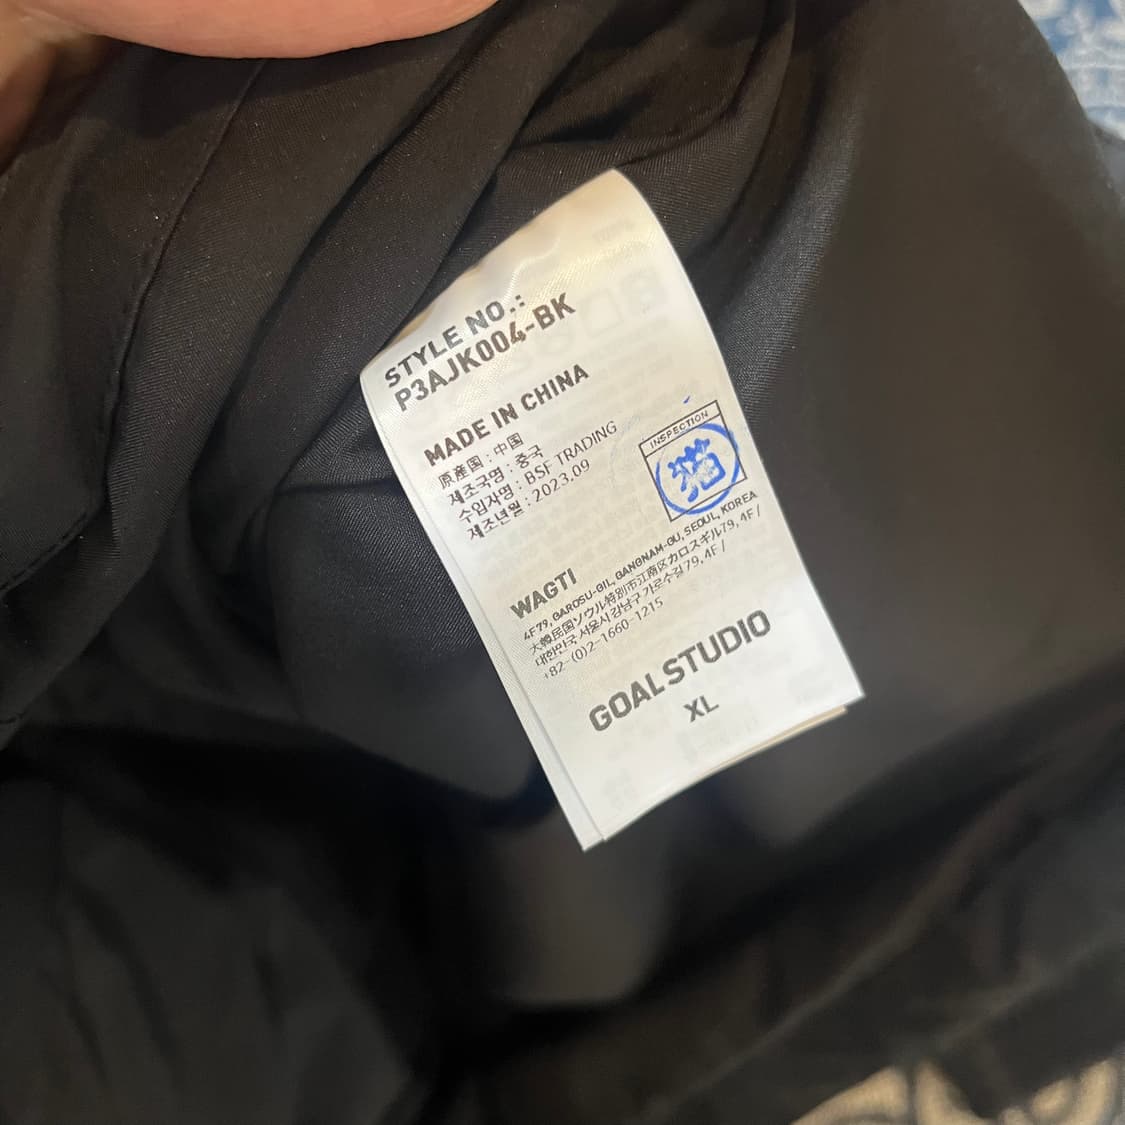 STYLE NO.:
P3AJK004-BK
MADE IN CHINA
原産国 : 中国
제조국명 : 중국
수입자명 : BSF TRADING
제조년월 : 2023.09
INSPECTION
WAGTI
4F 79, GAROSU-GIL, GANGNAM-GU, SEOUL, KOREA
大韓民国ソウル特別市江南区カロスギル79, 4F /
대한민국 서울시 강남구 가로수길 79, 4F /
+82-(0)2-1660-1215
GOALSTUDIO
XL